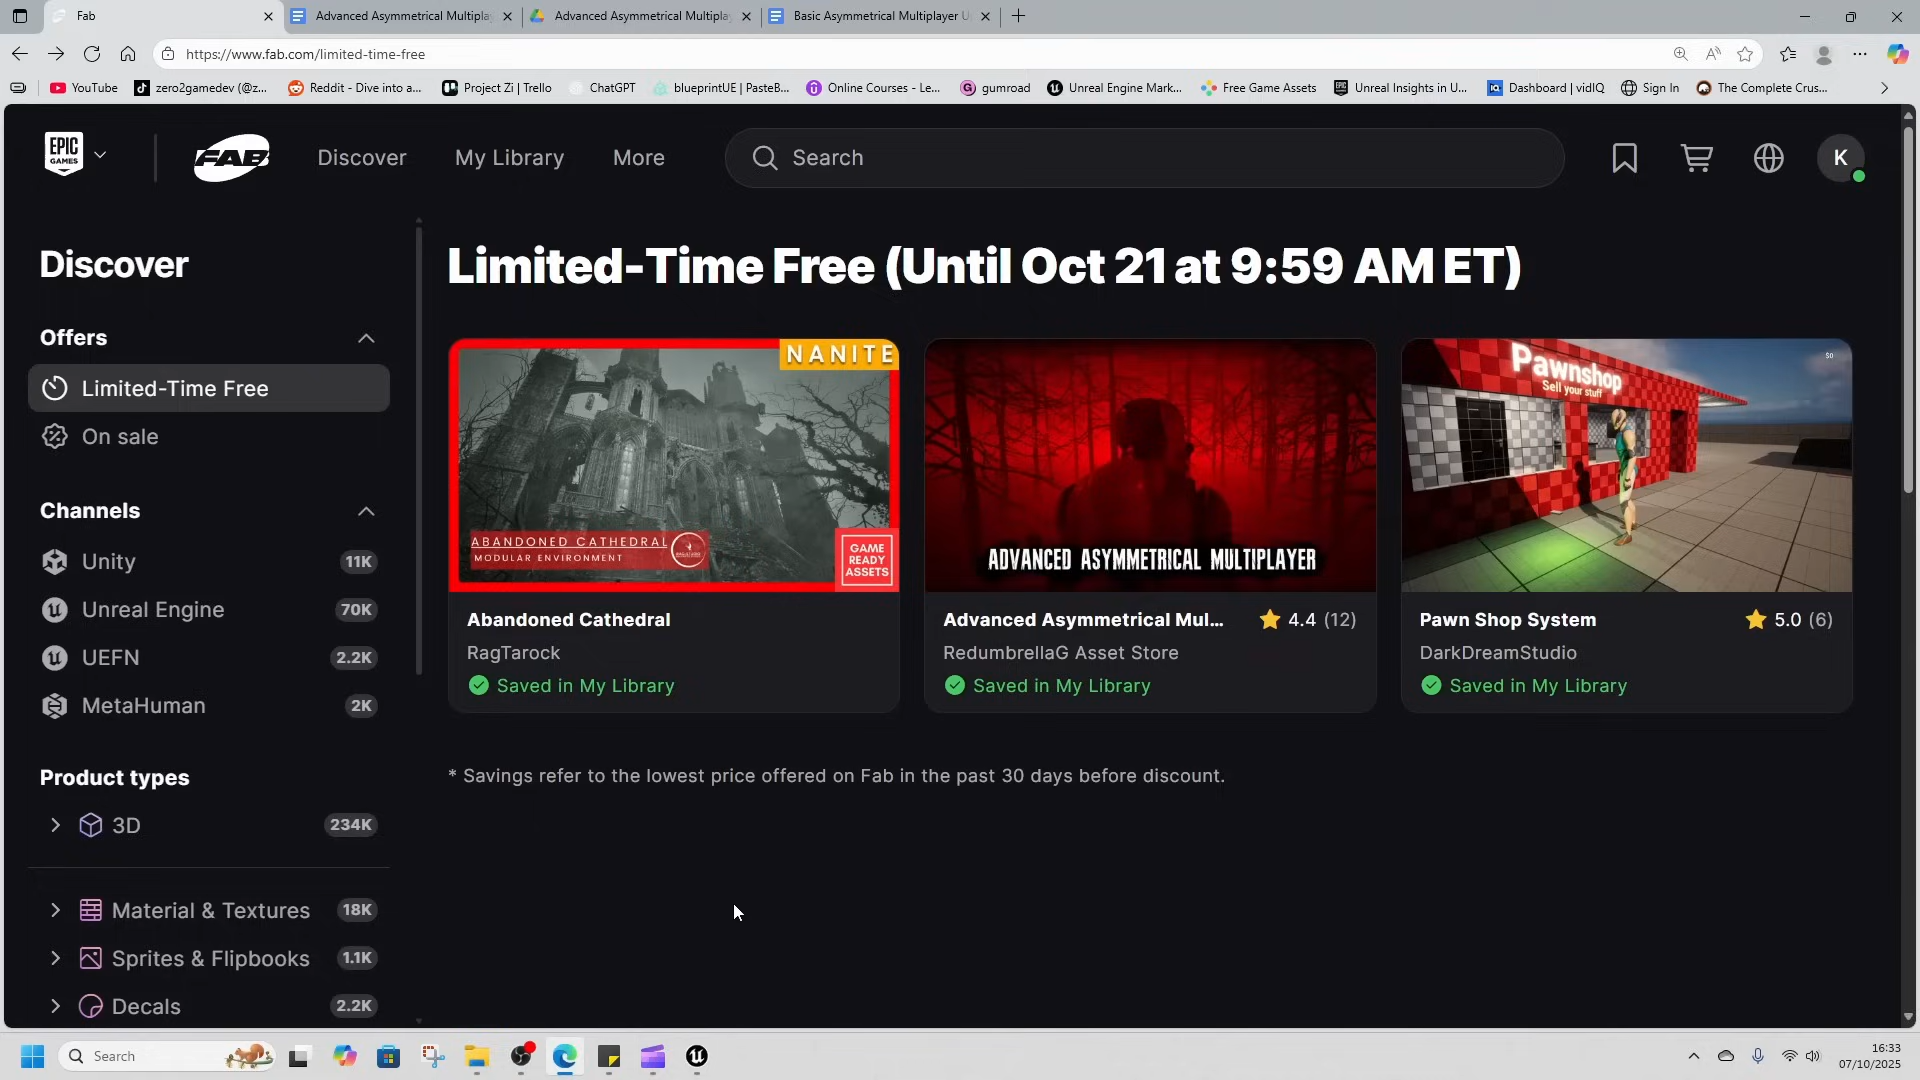 Fab
Advanced Asymmetrical Multipla
Advanced Asymmetrical Multipla
Basic Asymmetrical Multiplayer U
https://www.fab.com/limited-time-free
YouTube
zero2gamedev (@z...
Reddit - Dive into a...
Project Zi | Trello
ChatGPT
blueprintUE | PasteB...
Online Courses - Le...
gumroad
Unreal Engine Mark...
Free Game Assets
Unreal Insights in U...
Dashboard | vidIQ
Sign In
The Complete Crus...
EPIC GAMES
FAB
Discover
My Library
More
Search
K
Discover
Offers
Limited-Time Free
On sale
Channels
Unity 11K
Unreal Engine 70K
UEFN 2.2K
MetaHuman 2K
Product types
3D 234K
Material & Textures 18K
Sprites & Flipbooks 1.1K
Decals 2.2K
Limited-Time Free (Until Oct 21 at 9:59 AM ET)
NANITE
ABANDONED CATHEDRAL
MODULAR ENVIRONMENT
GAME
READY
ASSETS
Abandoned Cathedral
RagTarock
Saved in My Library
ADVANCED ASYMMETRICAL MULTIPLAYER
Advanced Asymmetrical Mul... 4.4 (12)
RedumbrellaG Asset Store
Saved in My Library
Pawnshop
Sell your stuff
$0
Pawn Shop System 5.0 (6)
DarkDreamStudio
Saved in My Library
* Savings refer to the lowest price offered on Fab in the past 30 days before discount.
Search
16:33
07/10/2025